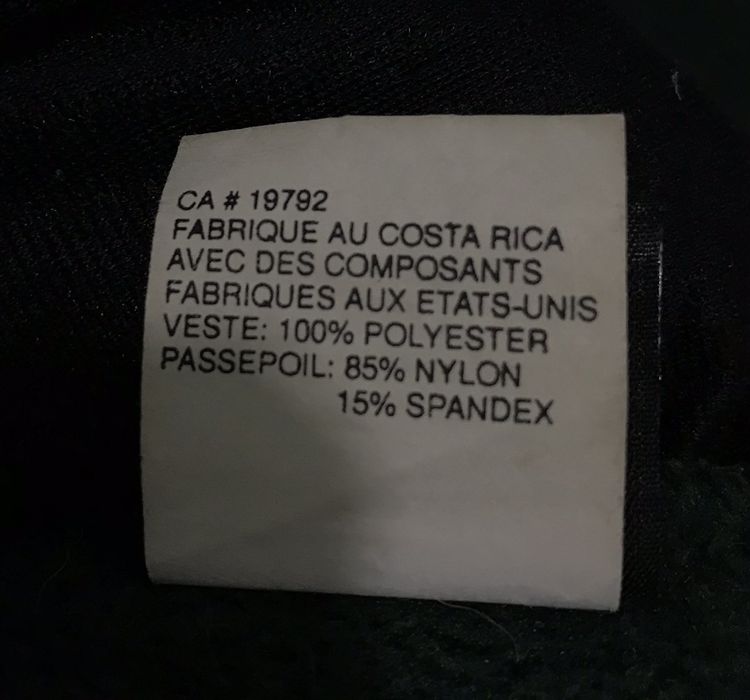 CA # 19792
FABRIQUE AU COSTA RICA
AVEC DES COMPOSANTS
FABRIQUES AUX ETATS-UNIS
VESTE: 100% POLYESTER
PASSEPOIL: 85% NYLON
15% SPANDEX